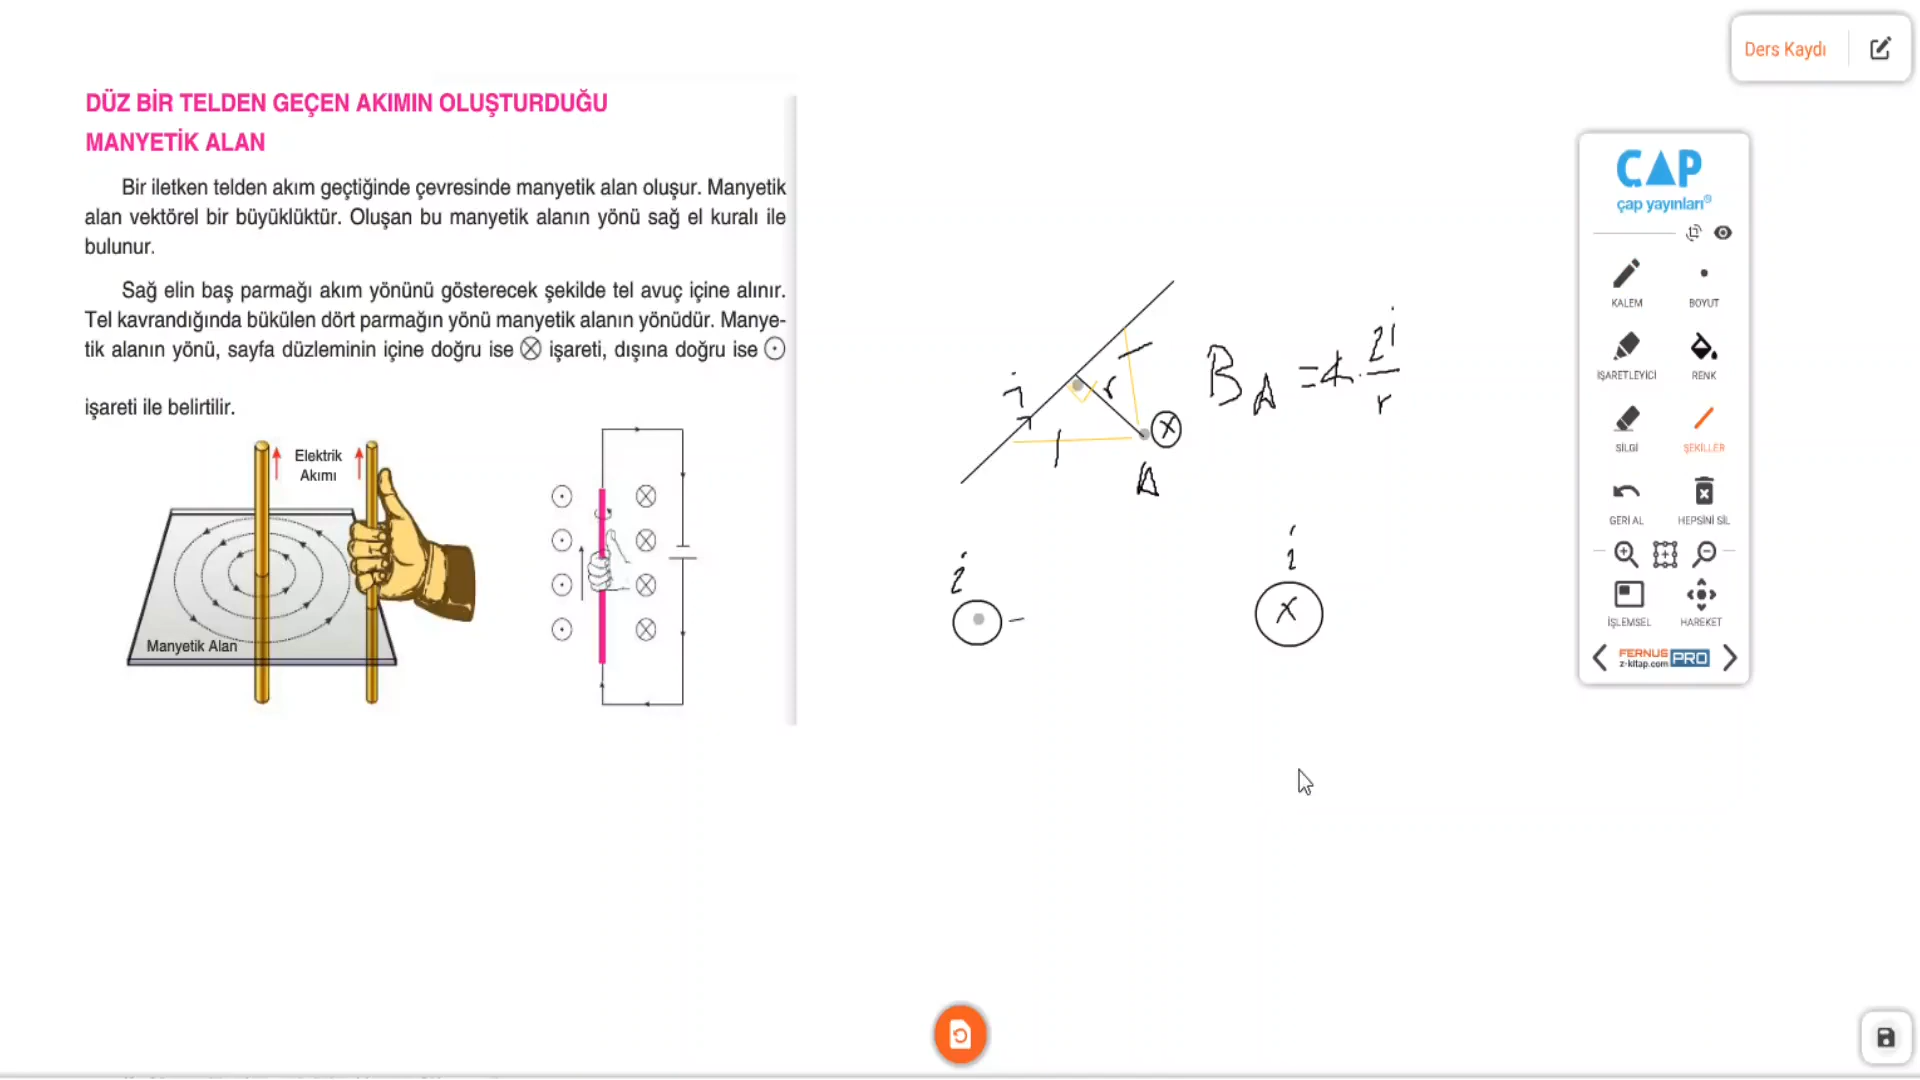 Ders Kaydı
DÜZ BİR TELDEN GEÇEN AKIMIN OLUŞTURDUĞU
MANYETİK ALAN
Bir iletken telden akım geçtiğinde çevresinde manyetik alan oluşur. Manyetik
alan vektörel bir büyüklüktür. Oluşan bu manyetik alanın yönü sağ el kuralı ile
bulunur.
Sağ elin baş parmağı akım yönünü gösterecek şekilde tel avuç içine alınır.
Tel kavrandığında bükülen dört parmağın yönü manyetik alanın yönüdür. Manye-
tik alanın yönü, sayfa düzleminin içine doğru ise ⊗ işareti, dışına doğru ise ⊙
işareti ile belirtilir.
Elektrik
Akımı
Manyetik Alan
i
r
A
i
i
ÇAP
çap yayınları
KALEM
BOYUT
İŞARETLEYİCİ
RENK
SİLGİ
ŞEKİLLER
GERİ AL
HEPSİNİ SİL
İŞLEMSEL
HAREKET
FERNUS
z-kitap.com PRO